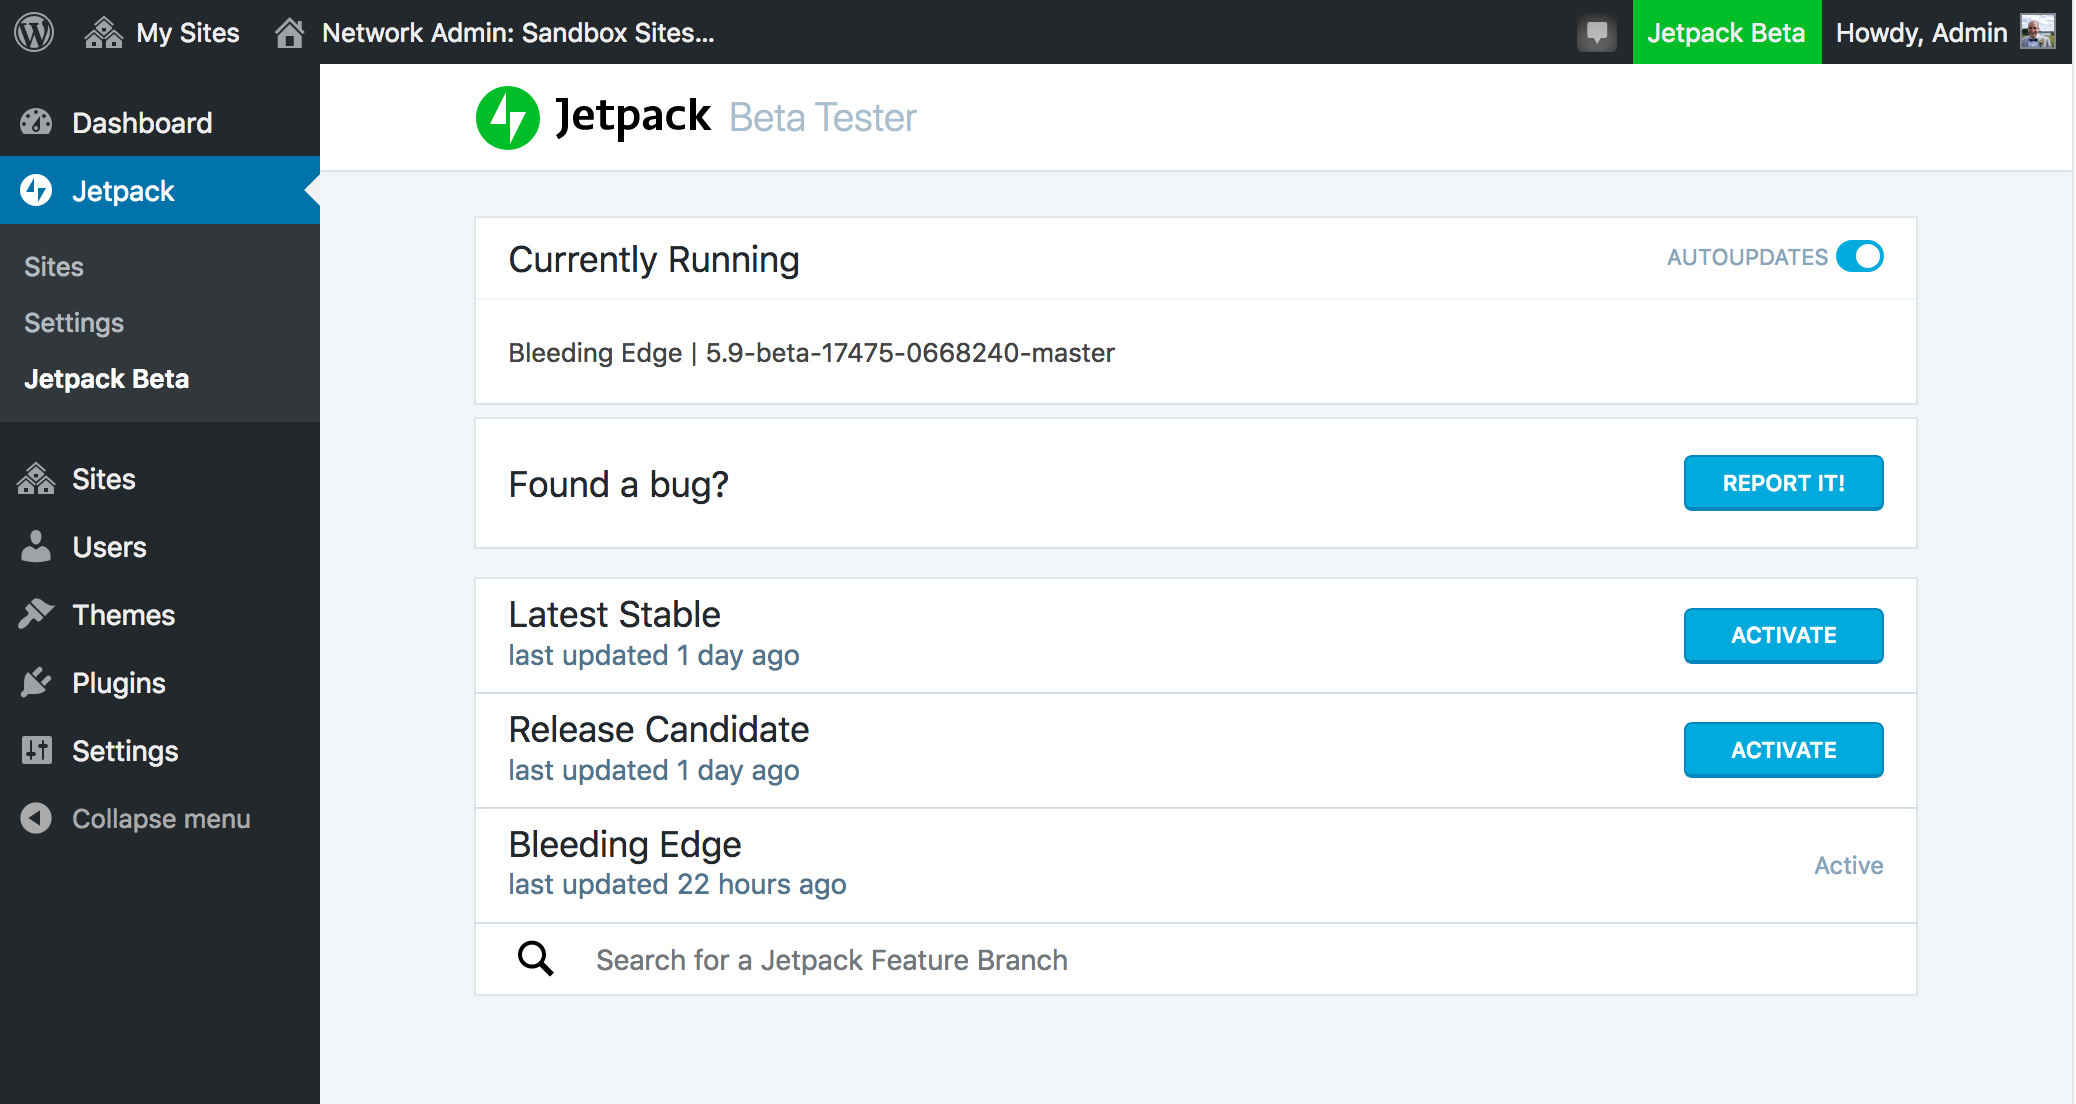 My Sites
Network Admin: Sandbox Sites...
Jetpack Beta
Howdy, Admin
Dashboard
Jetpack
Sites
Settings
Jetpack Beta
Sites
Users
Themes
Plugins
Settings
Collapse menu
Jetpack Beta Tester
Currently Running
AUTOUPDATES
Bleeding Edge | 5.9-beta-17475-0668240-master
Found a bug?
REPORT IT!
Latest Stable
last updated 1 day ago
ACTIVATE
Release Candidate
last updated 1 day ago
ACTIVATE
Bleeding Edge
last updated 22 hours ago
Active
Search for a Jetpack Feature Branch